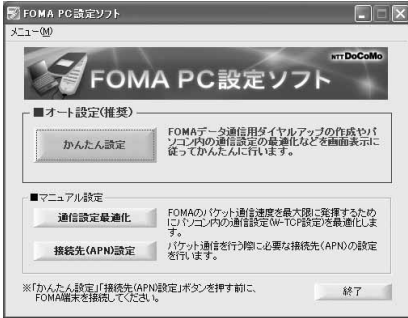 FOMA PC設定ソフト
メニュー(M)
NTT DoCoMo
FOMA PC設定ソフト
■オート設定(推奨)
かんたん設定
FOMAデータ通信用ダイヤルアップの作成やパ
ソコン内の通信設定の最適化などを画面表示に
従ってかんたんに行います。
■マニュアル設定
通信設定最適化
FOMAのパケット通信速度を最大限に発揮するため
にパソコン内の通信設定(W-TCP設定)を最適化しま
す。
接続先(APN)設定
パケット通信を行う際に必要な接続先(APN)の設定
を行います。
※「かんたん設定」「接続先(APN)設定」ボタンを押す前に、
FOMA端末を接続してください。
終了